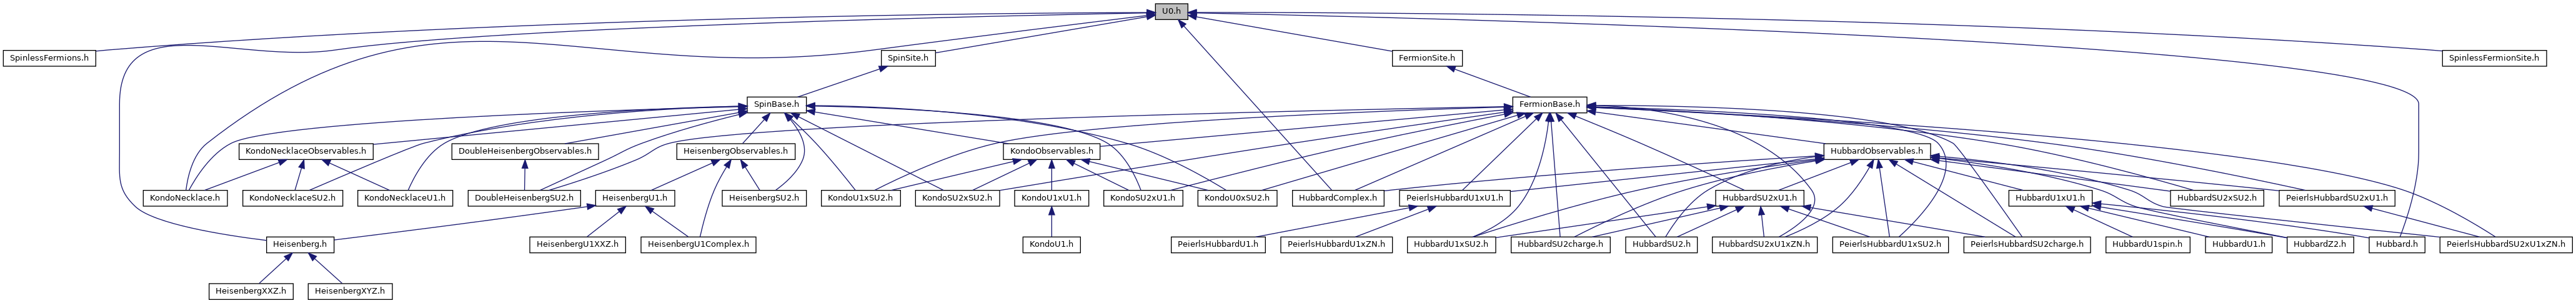 U0.h
SpinlessFermions.h
SpinSite.h
FermionSite.h
SpinlessFermionSite.h
SpinBase.h
FermionBase.h
KondoNecklaceObservables.h
DoubleHeisenbergObservables.h
HeisenbergObservables.h
KondoObservables.h
HubbardObservables.h
KondoNecklace.h
KondoNecklaceSU2.h
KondoNecklaceU1.h
DoubleHeisenbergSU2.h
HeisenbergU1.h
HeisenbergSU2.h
KondoU1xSU2.h
KondoSU2xSU2.h
KondoU1xU1.h
KondoSU2xU1.h
KondoU0xSU2.h
HubbardComplex.h
PeierlsHubbardU1xU1.h
HubbardSU2xU1.h
HubbardU1xU1.h
HubbardSU2xSU2.h
PeierlsHubbardSU2xU1.h
Heisenberg.h
HeisenbergU1XXZ.h
HeisenbergU1Complex.h
KondoU1.h
PeierlsHubbardU1.h
PeierlsHubbardU1xZN.h
HubbardU1xSU2.h
HubbardSU2charge.h
HubbardSU2.h
HubbardSU2xU1xZN.h
PeierlsHubbardU1xSU2.h
PeierlsHubbardSU2charge.h
HubbardU1spin.h
HubbardU1.h
HubbardZ2.h
Hubbard.h
PeierlsHubbardSU2xU1xZN.h
HeisenbergXXZ.h
HeisenbergXYZ.h